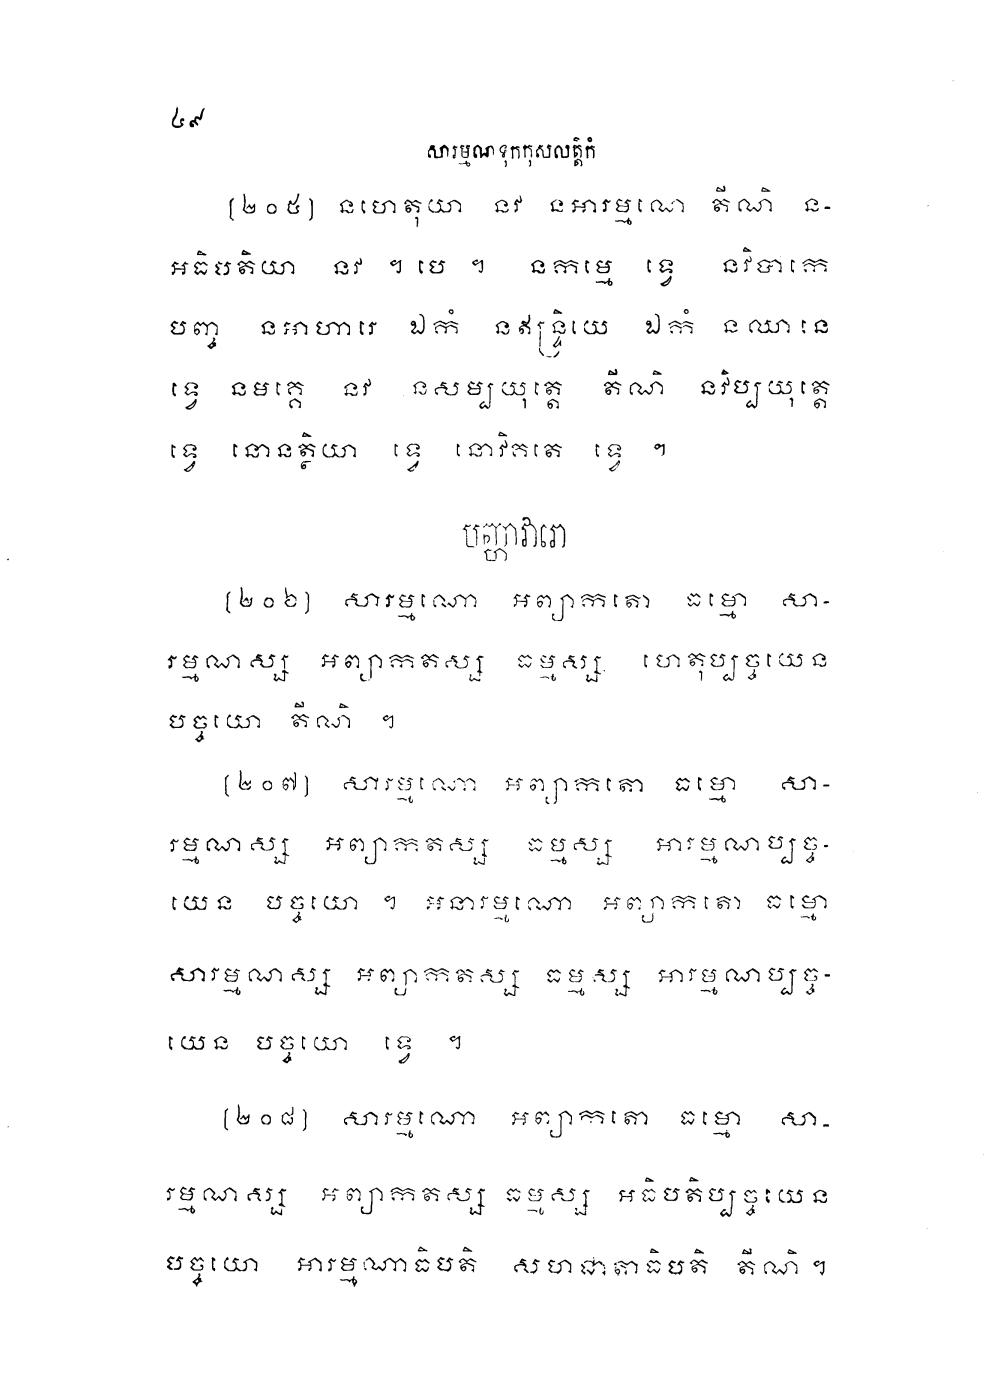 ៤៩
សារម្មណទុកកុសលត្តិកំ
[២០៥] នហេតុយា នវ នអារម្មណេ តីណិ ន-
អធិបតិយា នវ ។ បេ ។ នកម្មេ ទ្វេ នវិបាកេ
បញ្ច នអាហារេ ឯកំ នឥន្ទ្រិយេ ឯកំ នឈានេ
ទ្វេ នមគ្គេ នវ នសម្បយុត្តេ តីណិ នវិប្បយុត្តេ
ទ្វេ នោនត្ថិយា ទ្វេ នោវិគតេ ទ្វេ ។
បញ្ហាវារោ
[២០៦] សារម្មណោ អព្យាកតោ ធម្មោ សា-
រម្មណស្ស អព្យាកតស្ស ធម្មស្ស ហេតុប្បច្ចយេន
បច្ចយោ តីណិ ។
[២០៧] សារម្មណោ អព្យាកតោ ធម្មោ សា-
រម្មណស្ស អព្យាកតស្ស ធម្មស្ស អារម្មណប្បច្ច-
យេន បច្ចយោ ។ អនារម្មណោ អព្យាកតោ ធម្មោ
សារម្មណស្ស អព្យាកតស្ស ធម្មស្ស អារម្មណប្បច្ច-
យេន បច្ចយោ ទ្វេ ។
[២០៨] សារម្មណោ អព្យាកតោ ធម្មោ សា-
រម្មណស្ស អព្យាកតស្ស ធម្មស្ស អធិបតិប្បច្ចយេន
បច្ចយោ អារម្មណាធិបតិ សហជាតាធិបតិ តីណិ ។